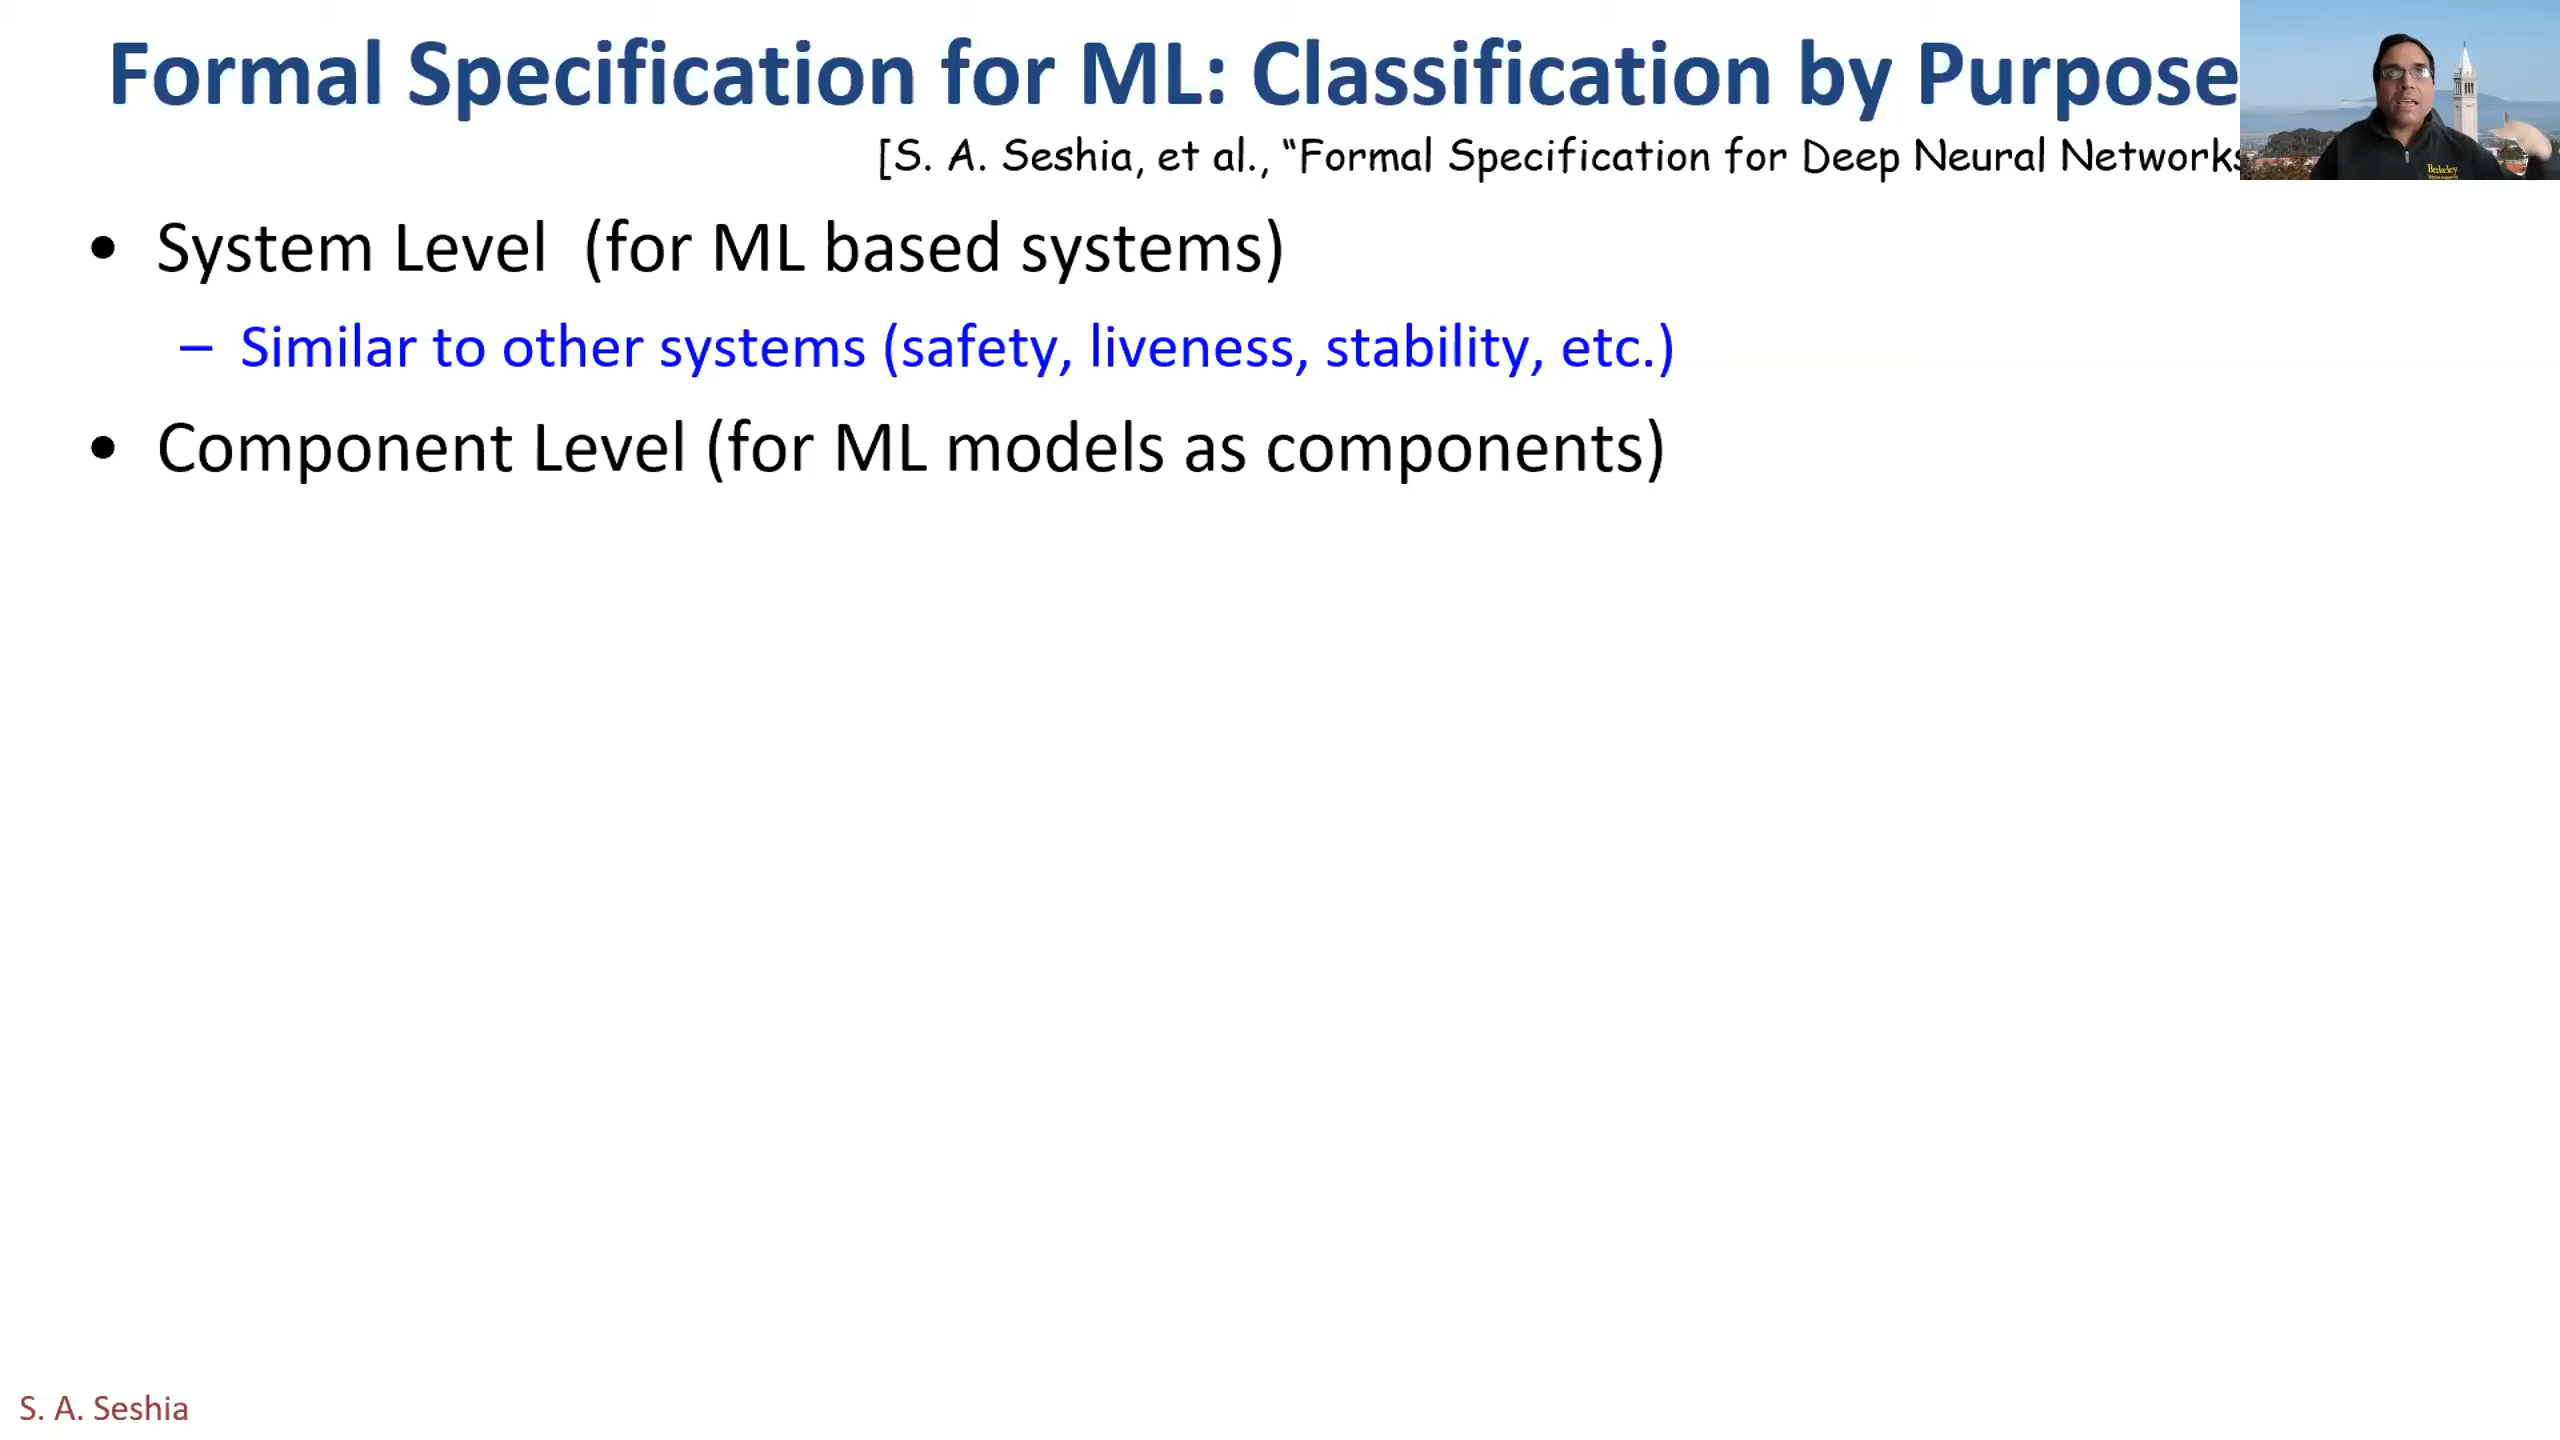 Formal Specification for ML: Classification by Purpose
[S. A. Seshia, et al., “Formal Specification for Deep Neural Networks
• System Level  (for ML based systems)
– Similar to other systems (safety, liveness, stability, etc.)
• Component Level (for ML models as components)
S. A. Seshia
Berkeley